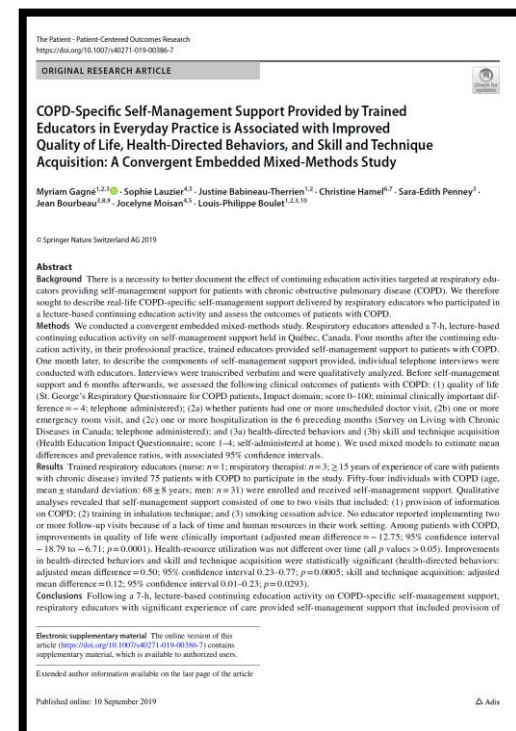 The Patient - Patient-Centered Outcomes Research
https://doi.org/10.1007/s40271-019-00386-7
ORIGINAL RESEARCH ARTICLE
Check for
updates
COPD-Specific Self-Management Support Provided by Trained
Educators in Everyday Practice is Associated with Improved
Quality of Life, Health-Directed Behaviors, and Skill and Technique
Acquisition: A Convergent Embedded Mixed-Methods Study
Myriam Gagné1,2,3 · Sophie Lauzier4,5 · Justine Babineau-Therrien1,2 · Christine Hamel6,7 · Sara-Edith Penney3 ·
Jean Bourbeau3,8,9 · Jocelyne Moisan4,5 · Louis-Philippe Boulet1,2,3,10
© Springer Nature Switzerland AG 2019
Abstract
Background There is a necessity to better document the effect of continuing education activities targeted at respiratory edu-
cators providing self-management support for patients with chronic obstructive pulmonary disease (COPD). We therefore
sought to describe real-life COPD-specific self-management support delivered by respiratory educators who participated in
a lecture-based continuing education activity and assess the outcomes of patients with COPD.
Methods We conducted a convergent embedded mixed-methods study. Respiratory educators attended a 7-h, lecture-based
continuing education activity on self-management support held in Québec, Canada. Four months after the continuing edu-
cation activity, in their professional practice, trained educators provided self-management support to patients with COPD.
One month later, to describe the components of self-management support provided, individual telephone interviews were
conducted with educators. Interviews were transcribed verbatim and were qualitatively analyzed. Before self-management
support and 6 months afterwards, we assessed the following clinical outcomes of patients with COPD: (1) quality of life
(St. George's Respiratory Questionnaire for COPD patients, Impact domain; score 0–100; minimal clinically important dif-
ference = − 4; telephone administered); (2a) whether patients had one or more unscheduled doctor visit, (2b) one or more
emergency room visit, and (2c) one or more hospitalization in the 6 preceding months (Survey on Living with Chronic
Diseases in Canada; telephone administered); and (3a) health-directed behaviors and (3b) skill and technique acquisition
(Health Education Impact Questionnaire; score 1–4; self-administered at home). We used mixed models to estimate mean
differences and prevalence ratios, with associated 95% confidence intervals.
Results Trained respiratory educators (nurse: n = 1; respiratory therapist: n = 3; ≥ 15 years of experience of care with patients
with chronic disease) invited 75 patients with COPD to participate in the study. Fifty-four individuals with COPD (age,
mean ± standard deviation: 68 ± 8 years; men: n = 31) were enrolled and received self-management support. Qualitative
analyses revealed that self-management support consisted of one to two visits that included: (1) provision of information
on COPD; (2) training in inhalation technique; and (3) smoking cessation advice. No educator reported implementing two
or more follow-up visits because of a lack of time and human resources in their work setting. Among patients with COPD,
improvements in quality of life were clinically important (adjusted mean difference = − 12.75; 95% confidence interval
− 18.79 to − 6.71; p = 0.0001). Health-resource utilization was not different over time (all p values > 0.05). Improvements
in health-directed behaviors and skill and technique acquisition were statistically significant (health-directed behaviors:
adjusted mean difference = 0.50; 95% confidence interval 0.23–0.77; p = 0.0005; skill and technique acquisition: adjusted
mean difference = 0.12; 95% confidence interval 0.01–0.23; p = 0.0293).
Conclusions Following a 7-h, lecture-based continuing education activity on COPD-specific self-management support,
respiratory educators with significant experience of care provided self-management support that included provision of
Electronic supplementary material The online version of this
article (https://doi.org/10.1007/s40271-019-00386-7) contains
supplementary material, which is available to authorized users.
Extended author information available on the last page of the article
Published online: 10 September 2019
△ Adis